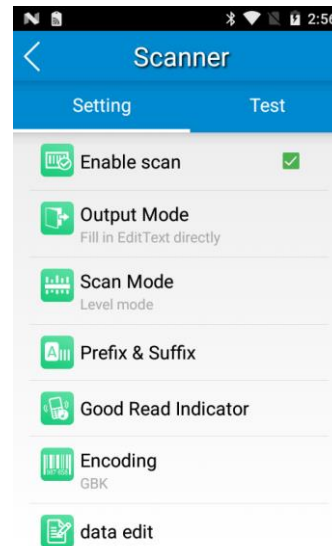 2:56
Scanner
Setting
Test
Enable scan
Output Mode
Fill in EditText directly
Scan Mode
Level mode
Prefix & Suffix
Good Read Indicator
Encoding
GBK
data edit